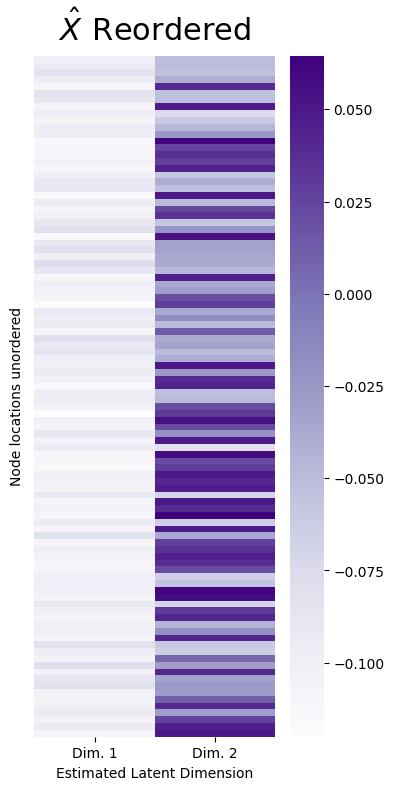 X̂ Reordered
Node locations unordered
0.050
0.025
0.000
−0.025
−0.050
−0.075
−0.100
Dim. 1 Dim. 2
Estimated Latent Dimension